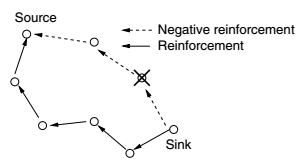 Source
Negative reinforcement
Reinforcement
Sink